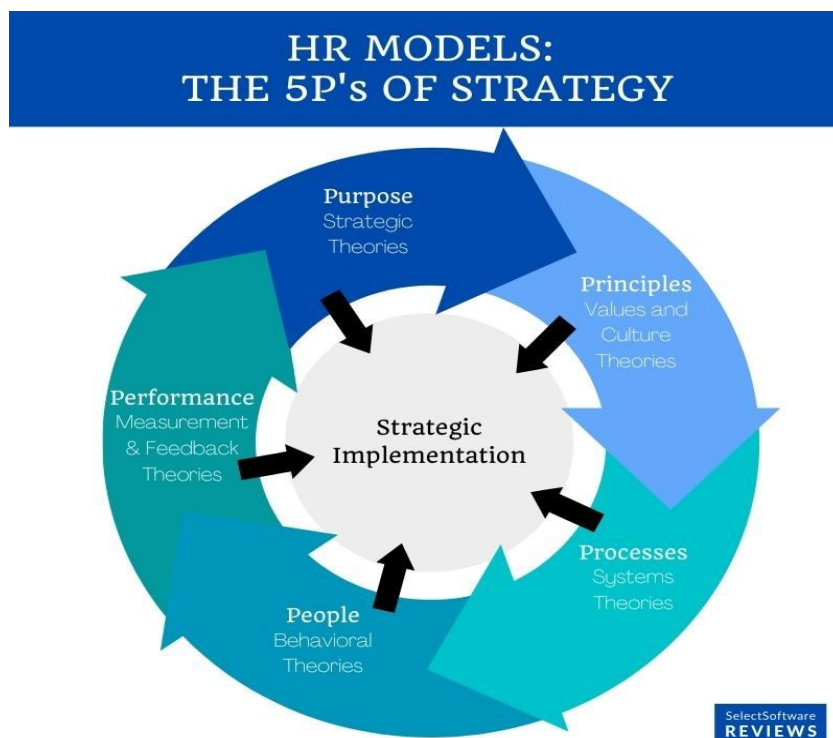 HR MODELS:
THE 5P's OF STRATEGY
Purpose
Strategic
Theories
Principles
Values and
Culture
Theories
Performance
Measurement
& Feedback
Theories
Strategic
Implementation
Processes
Systems
Theories
People
Behavioral
Theories
SelectSoftware
REVIEWS